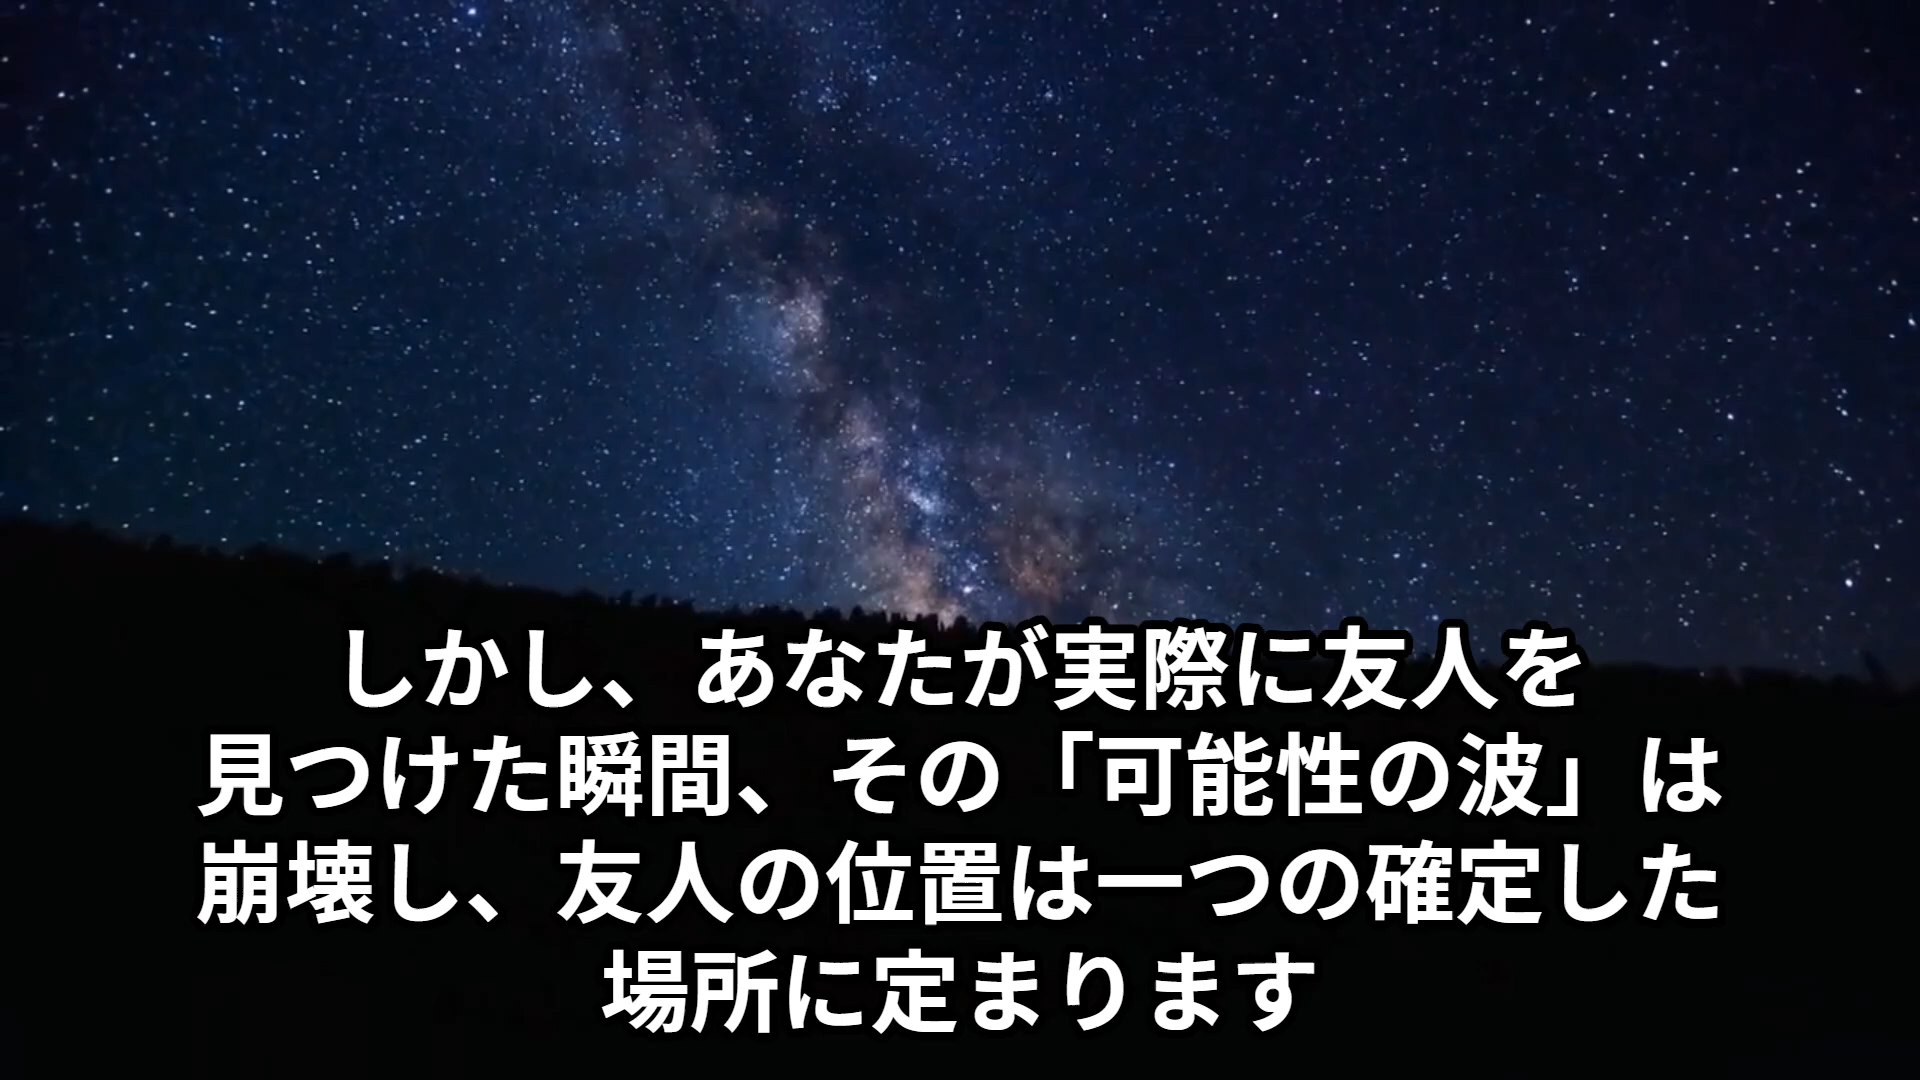 しかし、あなたが実際に友人を
見つけた瞬間、その「可能性の波」は
崩壊し、友人の位置は一つの確定した
場所に定まります